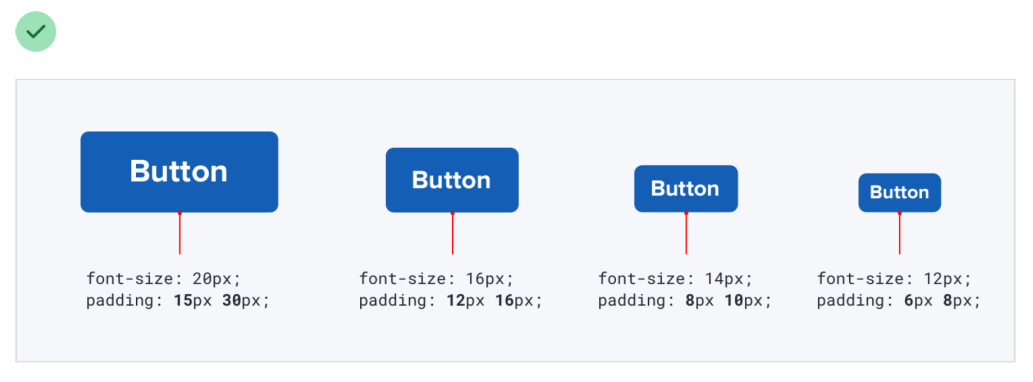 Button
Button
Button
Button
font-size: 20px;
padding: 15px 30px;
font-size: 16px;
padding: 12px 16px;
font-size: 14px;
padding: 8px 10px;
font-size: 12px;
padding: 6px 8px;